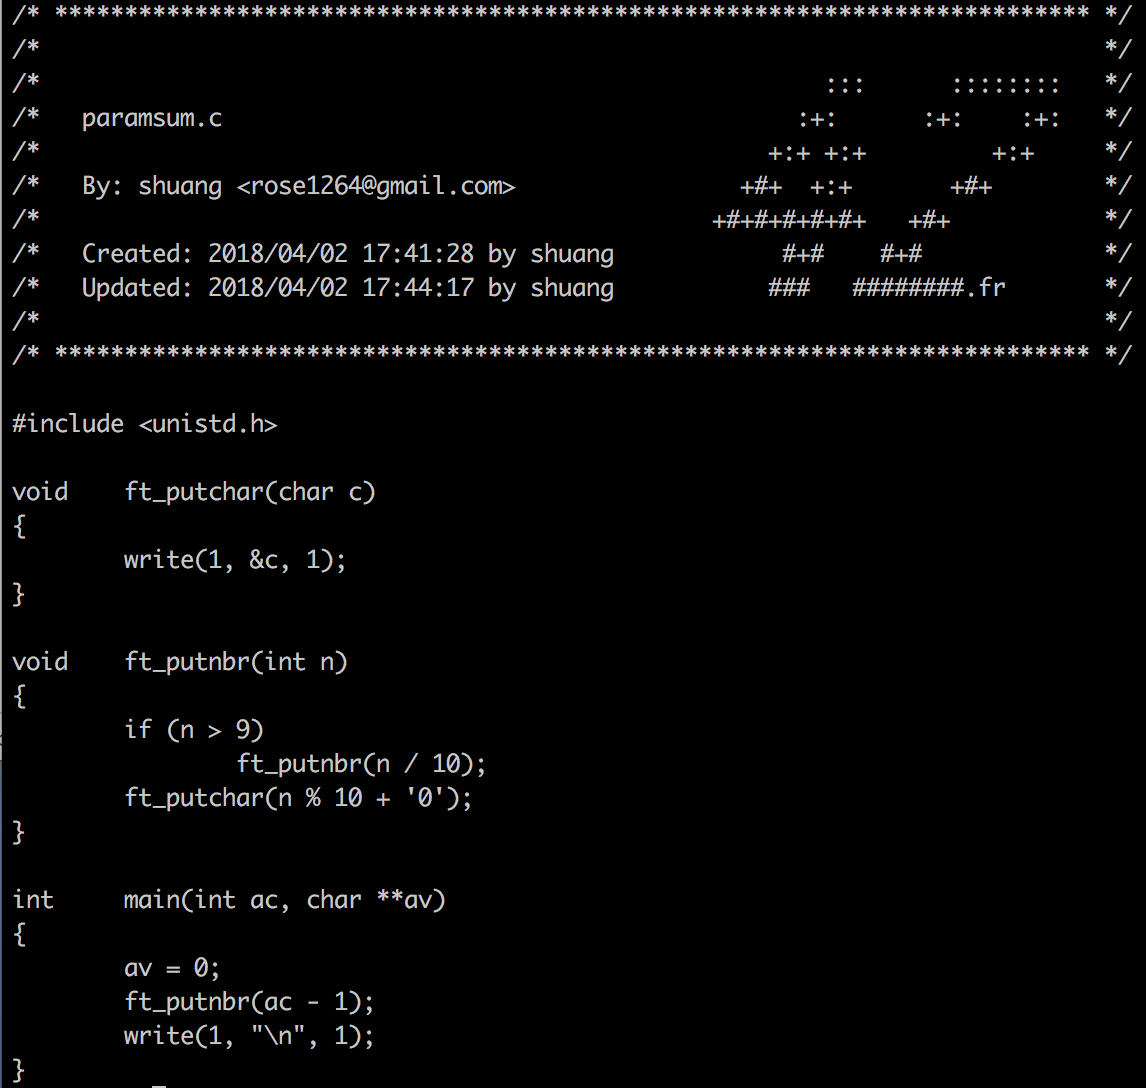 /* ************************************************************************** */
/*                                                                            */
/*                                                        :::      ::::::::   */
/*   paramsum.c                                         :+:      :+:    :+:   */
/*                                                    +:+ +:+         +:+     */
/*   By: shuang <rose1264@gmail.com>                +#+  +:+       +#+        */
/*                                                +#+#+#+#+#+   +#+           */
/*   Created: 2018/04/02 17:41:28 by shuang            #+#    #+#             */
/*   Updated: 2018/04/02 17:44:17 by shuang           ###   ########.fr       */
/*                                                                            */
/* ************************************************************************** */

#include <unistd.h>

void	ft_putchar(char c)
{
	write(1, &c, 1);
}

void	ft_putnbr(int n)
{
	if (n > 9)
		ft_putnbr(n / 10);
	ft_putchar(n % 10 + '0');
}

int	main(int ac, char **av)
{
	av = 0;
	ft_putnbr(ac - 1);
	write(1, "\n", 1);
}